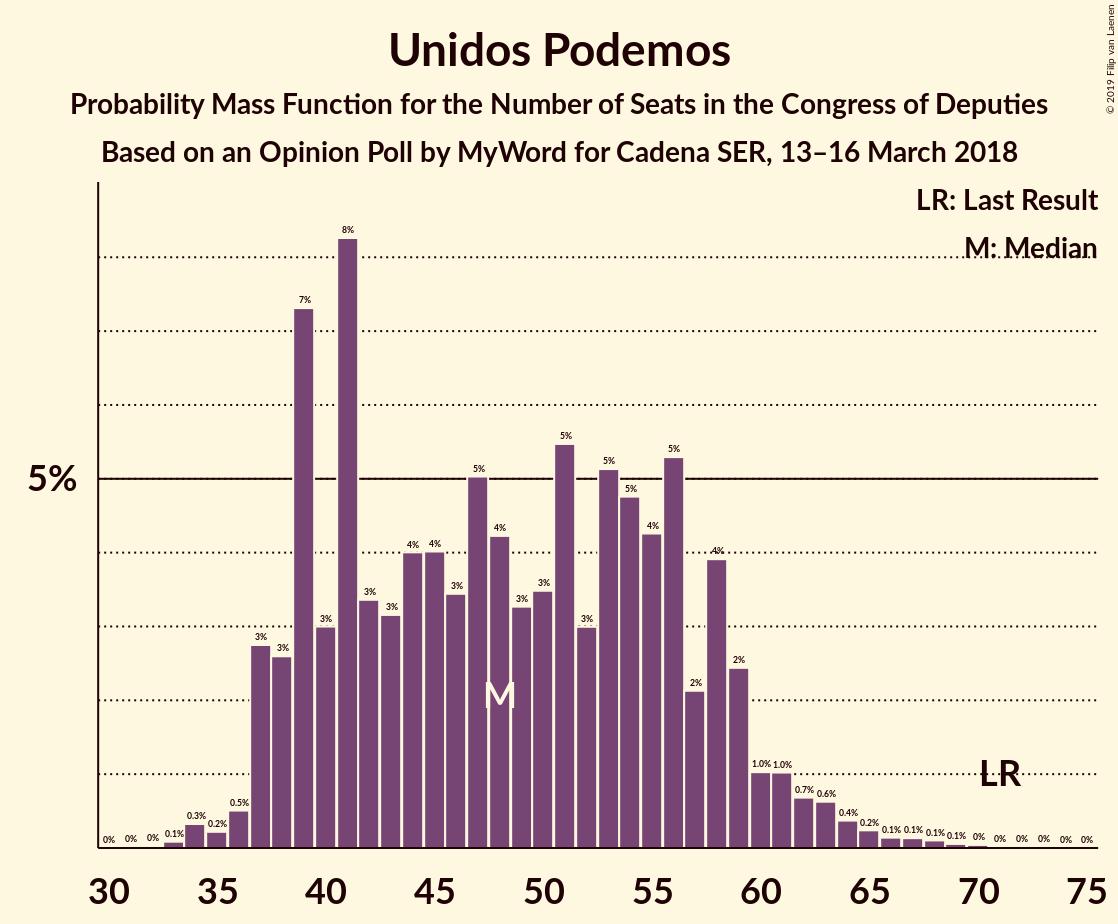 Unidos Podemos
Probability Mass Function for the Number of Seats in the Congress of Deputies
Based on an Opinion Poll by MyWord for Cadena SER, 13–16 March 2018
© 2019 Filip van Laenen
LR: Last Result
M: Median
5%
0% 0% 0% 0.1% 0.3% 0.2% 0.5% 3% 3% 7% 3% 8% 3% 3% 4% 4% 3% 5% 4% 3% 3% 5% 3% 5% 5% 4% 5% 2% 4% 2% 1.0% 1.0% 0.7% 0.6% 0.4% 0.2% 0.1% 0.1% 0.1% 0.1% 0% 0% 0% 0% 0% 0%
M
LR
30 35 40 45 50 55 60 65 70 75